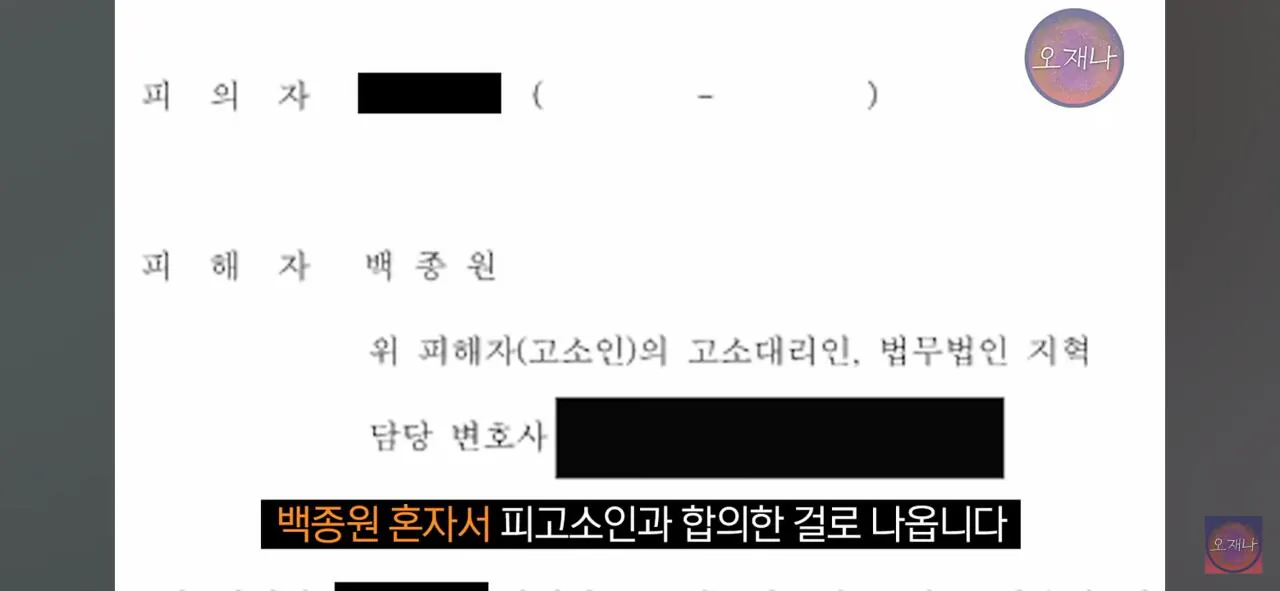 오재나
피 의 자 ( - )
피 해 자 백 종 원
위 피해자(고소인)의 고소대리인, 법무법인 지혁
담당 변호사
백종원 혼자서 피고소인과 합의한 걸로 나옵니다
오재나